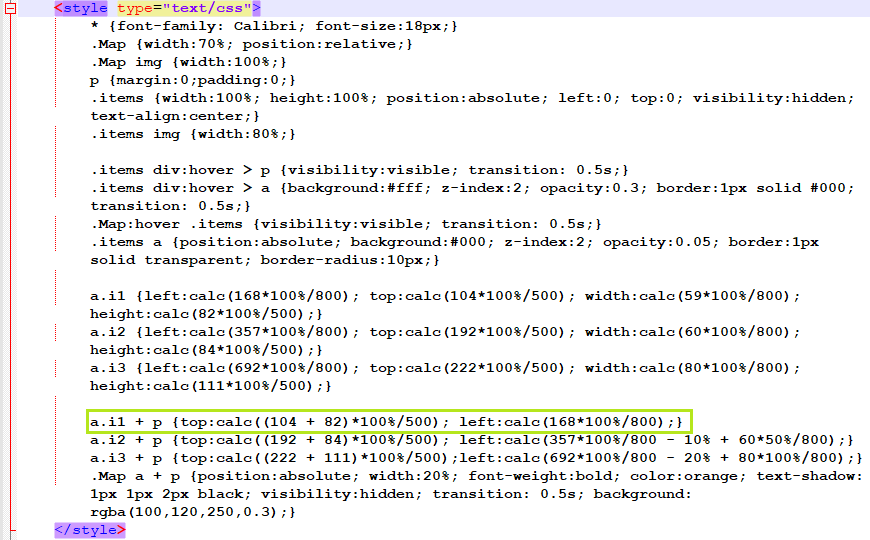 <style type="text/css">
* {font-family: Calibri; font-size:18px;}
.Map {width:70%; position:relative;}
.Map img {width:100%;}
p {margin:0;padding:0;}
.items {width:100%; height:100%; position:absolute; left:0; top:0; visibility:hidden;
text-align:center;}
.items img {width:80%;}
.items div:hover > p {visibility:visible; transition: 0.5s;}
.items div:hover > a {background:#fff; z-index:2; opacity:0.3; border:1px solid #000;
transition: 0.5s;}
.Map:hover .items {visibility:visible; transition: 0.5s;}
.items a {position:absolute; background:#000; z-index:2; opacity:0.05; border:1px
solid transparent; border-radius:10px;}
a.i1 {left:calc(168*100%/800); top:calc(104*100%/500); width:calc(59*100%/800);
height:calc(82*100%/500);}
a.i2 {left:calc(357*100%/800); top:calc(192*100%/500); width:calc(60*100%/800);
height:calc(84*100%/500);}
a.i3 {left:calc(692*100%/800); top:calc(222*100%/500); width:calc(80*100%/800);
height:calc(111*100%/500);}
a.i1 + p {top:calc((104 + 82)*100%/500); left:calc(168*100%/800);}
a.i2 + p {top:calc((192 + 84)*100%/500); left:calc(357*100%/800 - 10% + 60*50%/800);}
a.i3 + p {top:calc((222 + 111)*100%/500);left:calc(692*100%/800 - 20% + 80*100%/800);}
.Map a + p {position:absolute; width:20%; font-weight:bold; color:orange; text-shadow:
1px 1px 2px black; visibility:hidden; transition: 0.5s; background:
rgba(100,120,250,0.3);}
</style>